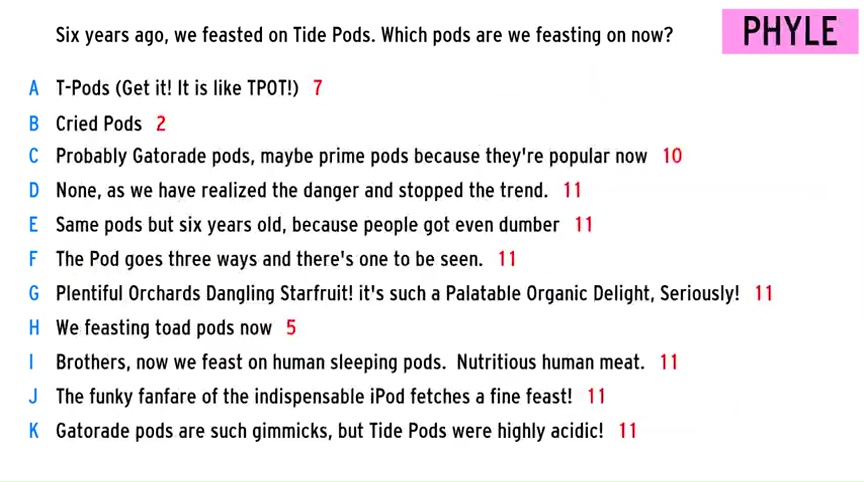 Six years ago, we feasted on Tide Pods. Which pods are we feasting on now?
PHYLE
A T-Pods (Get it! It is like TPOT!) 7
B Cried Pods 2
C Probably Gatorade pods, maybe prime pods because they're popular now 10
D None, as we have realized the danger and stopped the trend. 11
E Same pods but six years old, because people got even dumber 11
F The Pod goes three ways and there's one to be seen. 11
G Plentiful Orchards Dangling Starfruit! it's such a Palatable Organic Delight, Seriously! 11
H We feasting toad pods now 5
I Brothers, now we feast on human sleeping pods. Nutritious human meat. 11
J The funky fanfare of the indispensable iPod fetches a fine feast! 11
K Gatorade pods are such gimmicks, but Tide Pods were highly acidic! 11